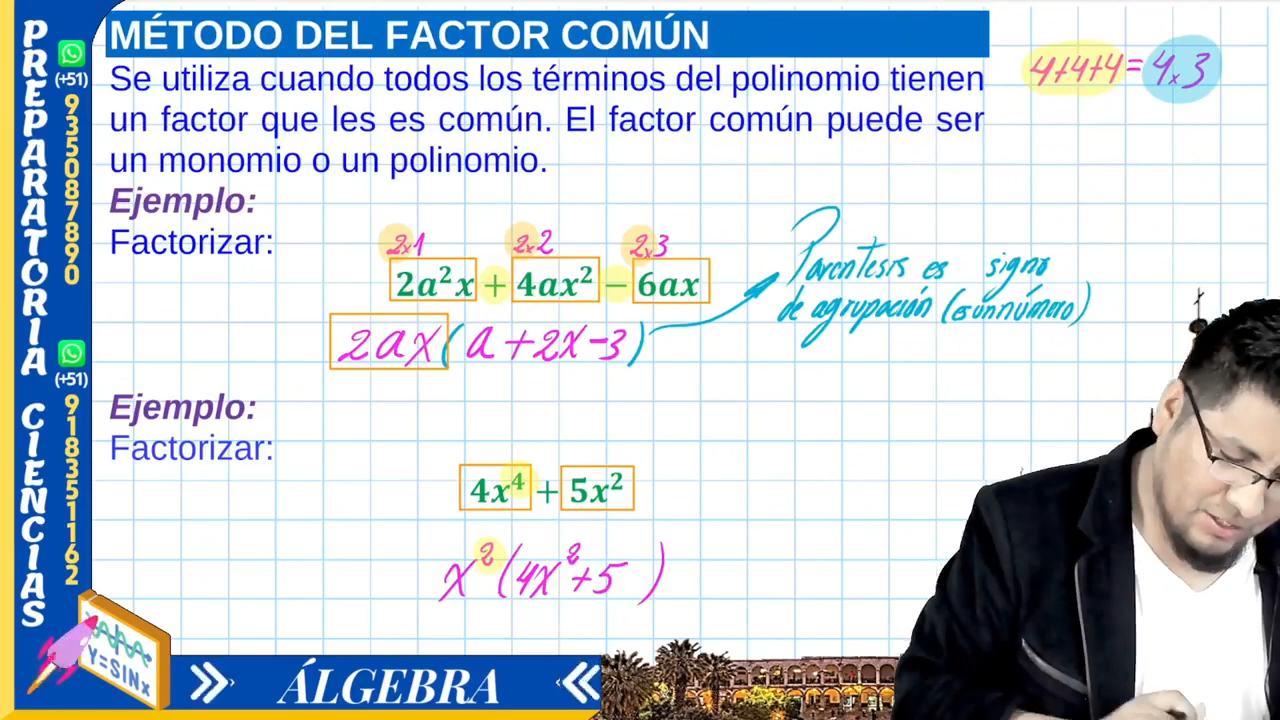 PREPARATORIA CIENCIAS
(+51)
935087890
(+51)
918351162
MÉTODO DEL FACTOR COMÚN
Se utiliza cuando todos los términos del polinomio tienen
un factor que les es común. El factor común puede ser
un monomio o un polinomio.
4+4+4=4x3
Ejemplo:
Factorizar:
2x1 2x2 2x3
2a²x + 4ax² − 6ax
2ax(a+2x-3)
Parentesis es signo
de agrupación (es un número)
Ejemplo:
Factorizar:
4x⁴ + 5x²
x²(4x²+5 )
Y=SINx
ÁLGEBRA